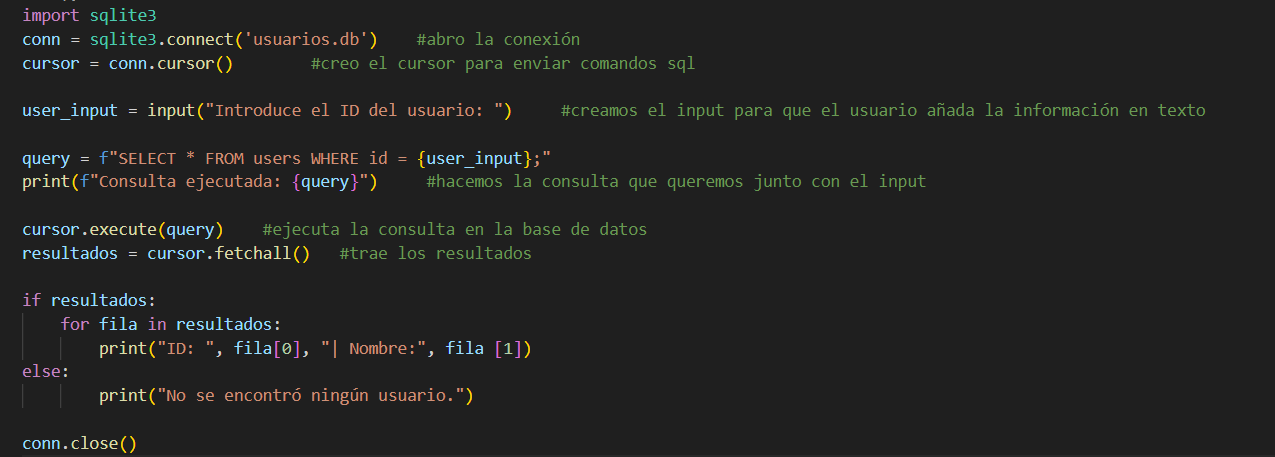 import sqlite3
conn = sqlite3.connect('usuarios.db')    #abro la conexión
cursor = conn.cursor()        #creo el cursor para enviar comandos sql
user_input = input("Introduce el ID del usuario: ")     #creamos el input para que el usuario añada la información en texto
query = f"SELECT * FROM users WHERE id = {user_input};"
print(f"Consulta ejecutada: {query}")     #hacemos la consulta que queremos junto con el input
cursor.execute(query)    #ejecuta la consulta en la base de datos
resultados = cursor.fetchall()   #trae los resultados
if resultados:
    for fila in resultados:
        print("ID: ", fila[0], "| Nombre:", fila [1])
else:
        print("No se encontró ningún usuario.")
conn.close()